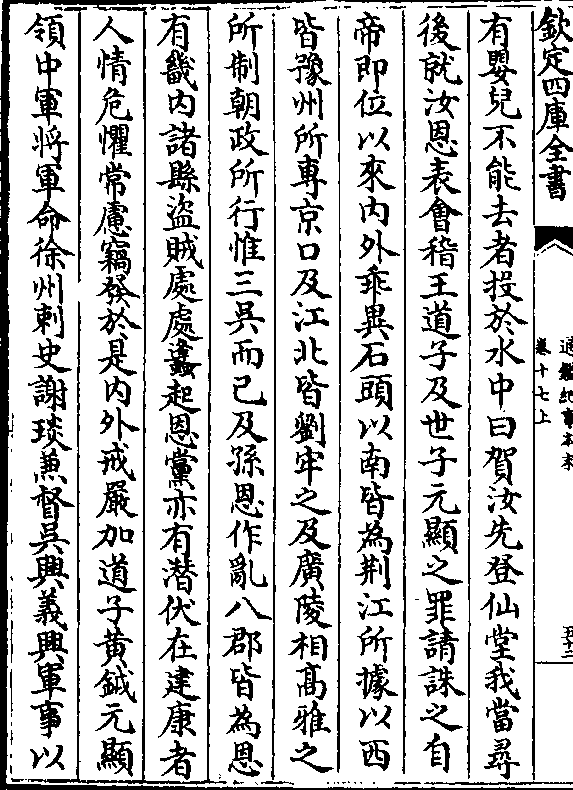 欽定四庫全書
通鑑紀事本末
卷十七上
五十二
有嬰兒不能去者投於水中曰賀汝先登仙堂我當尋
後就汝恩表會稽王道子及世子元顯之罪請誅之自
帝即位以來内外乖異石頭以南皆為荆江所據以西
皆豫州所專京口及江北皆劉牢之及廣陵相高雅之
所制朝政所行惟三吳而已及孫恩作亂八郡皆為恩
有畿内諸縣盜賊處處蠭起恩黨亦有潜伏在建康者
人情危懼常慮竊發於是内外戒嚴加道子黄鉞元顯
領中軍將軍命徐州刺史謝琰兼督吳興義興軍事以